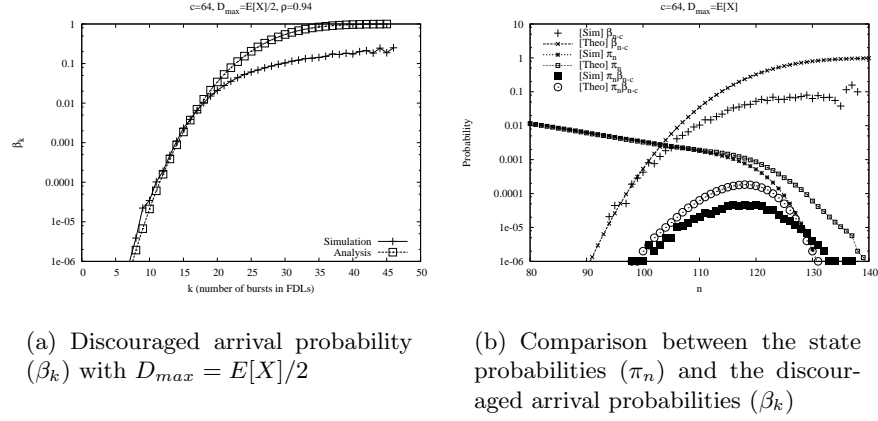 c=64, D_max=E[X]/2, ρ=0.94
β_k
1
0.1
0.01
0.001
0.0001
1e-05
1e-06
0 5 10 15 20 25 30 35 40 45 50
k (number of bursts in FDLs)
Simulation
Analysis
c=64, D_max=E[X]
Probability
[Sim] β_n-c
[Theo] β_n-c
[Sim] π_n
[Theo] π_n
[Sim] π_nβ_n-c
[Theo] π_nβ_n-c
10
1
0.1
0.01
0.001
0.0001
1e-05
1e-06
80 90 100 110 120 130 140
n
(a) Discouraged arrival probability
(β_k) with D_max = E[X]/2
(b) Comparison between the state
probabilities (π_n) and the discour-
aged arrival probabilities (β_k)